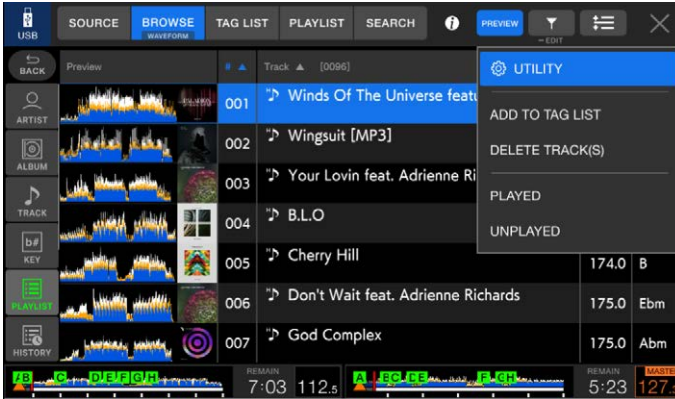 USB
SOURCE
BROWSE
WAVEFORM
TAG LIST
PLAYLIST
SEARCH
i
PREVIEW
EDIT
BACK
Preview
#
Track
[0096]
UTILITY
ADD TO TAG LIST
DELETE TRACK(S)
PLAYED
UNPLAYED
ARTIST
ALBUM
TRACK
b#
KEY
PLAYLIST
HISTORY
001 Winds Of The Universe featu
002 Wingsuit [MP3]
003 Your Lovin feat. Adrienne Ri
004 B.L.O
005 Cherry Hill 174.0 B
006 Don't Wait feat. Adrienne Richards 175.0 Ebm
007 God Complex 175.0 Abm
B C D E F G H
REMAIN
7:03 112.5
A B C D E F G H
REMAIN
5:23
MASTE
127.